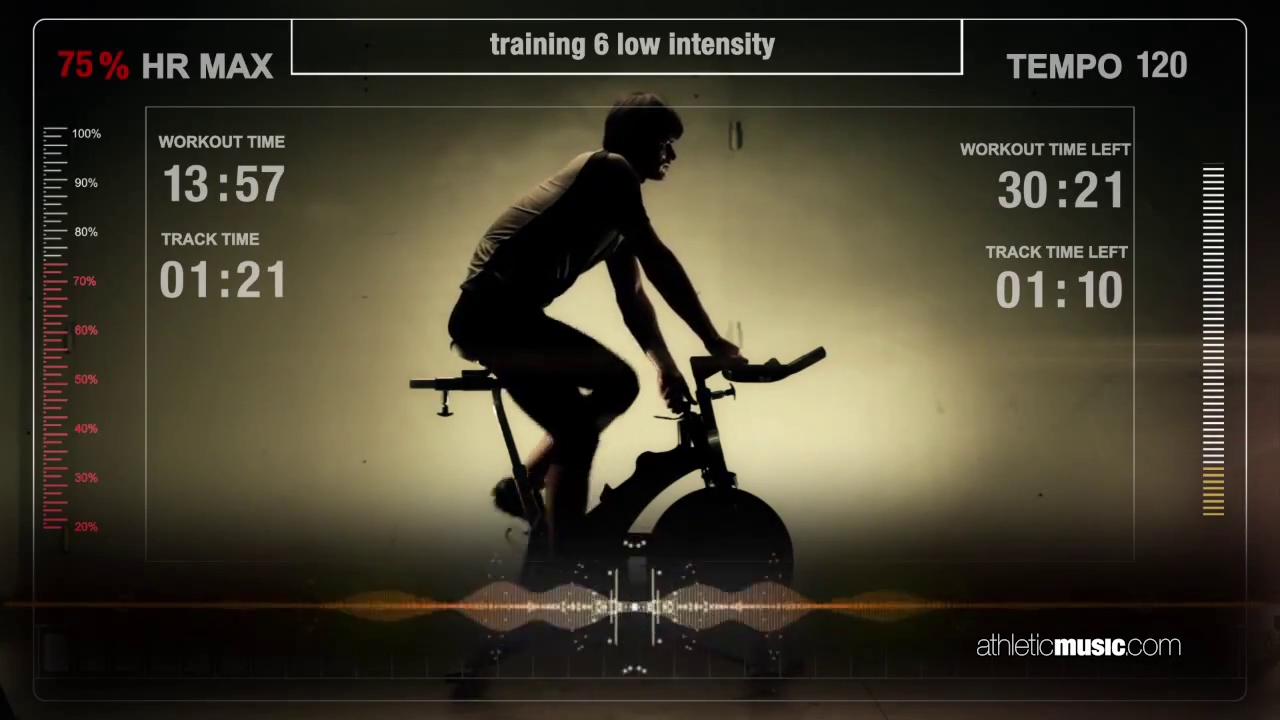 training 6 low intensity
75% HR MAX
TEMPO 120
WORKOUT TIME
13:57
TRACK TIME
01:21
WORKOUT TIME LEFT
30:21
TRACK TIME LEFT
01:10
100%
90%
80%
70%
60%
50%
40%
30%
20%
athleticmusic.com